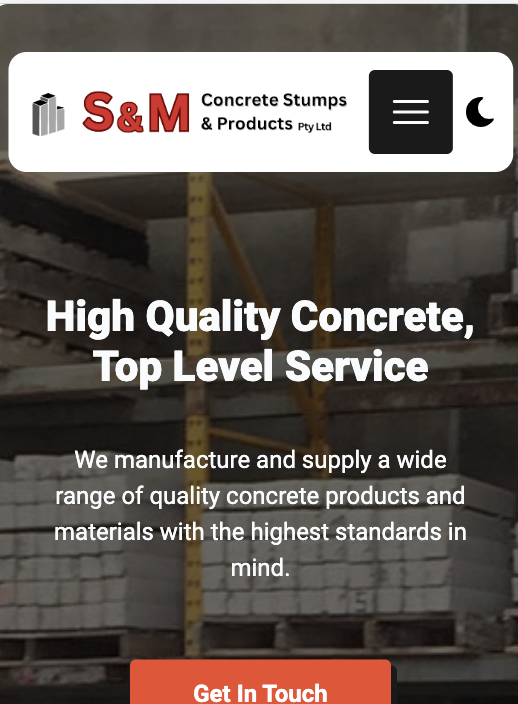 S&M Concrete Stumps
& Products Pty Ltd
High Quality Concrete,
Top Level Service
We manufacture and supply a wide
range of quality concrete products and
materials with the highest standards in
mind.
Get In Touch